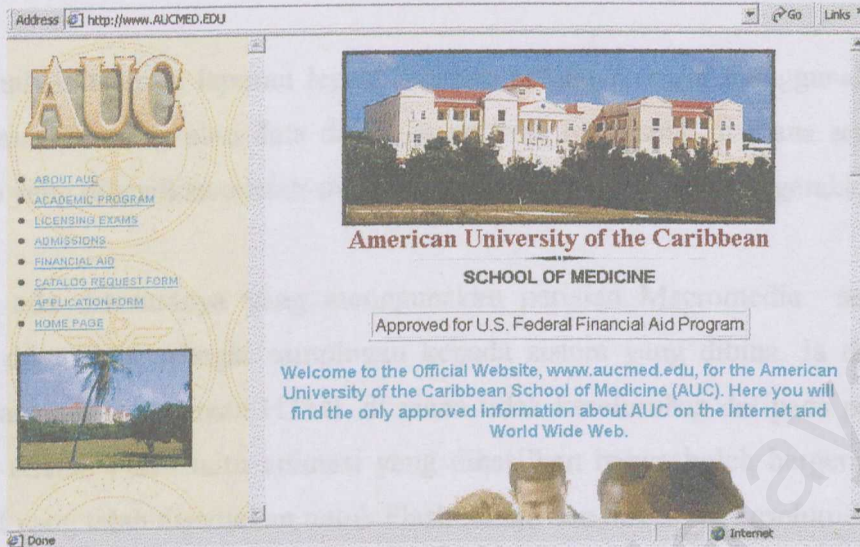 Address http://www.AUCMED.EDU Go Links
AUC
ABOUT AUC
ACADEMIC PROGRAM
LICENSING EXAMS
ADMISSIONS
FINANCIAL AID
CATALOG REQUEST FORM
APPLICATION FORM
HOME PAGE
American University of the Caribbean
SCHOOL OF MEDICINE
Approved for U.S. Federal Financial Aid Program
Welcome to the Official Website, www.aucmed.edu, for the American
University of the Caribbean School of Medicine (AUC). Here you will
find the only approved information about AUC on the Internet and
World Wide Web.
Done Internet